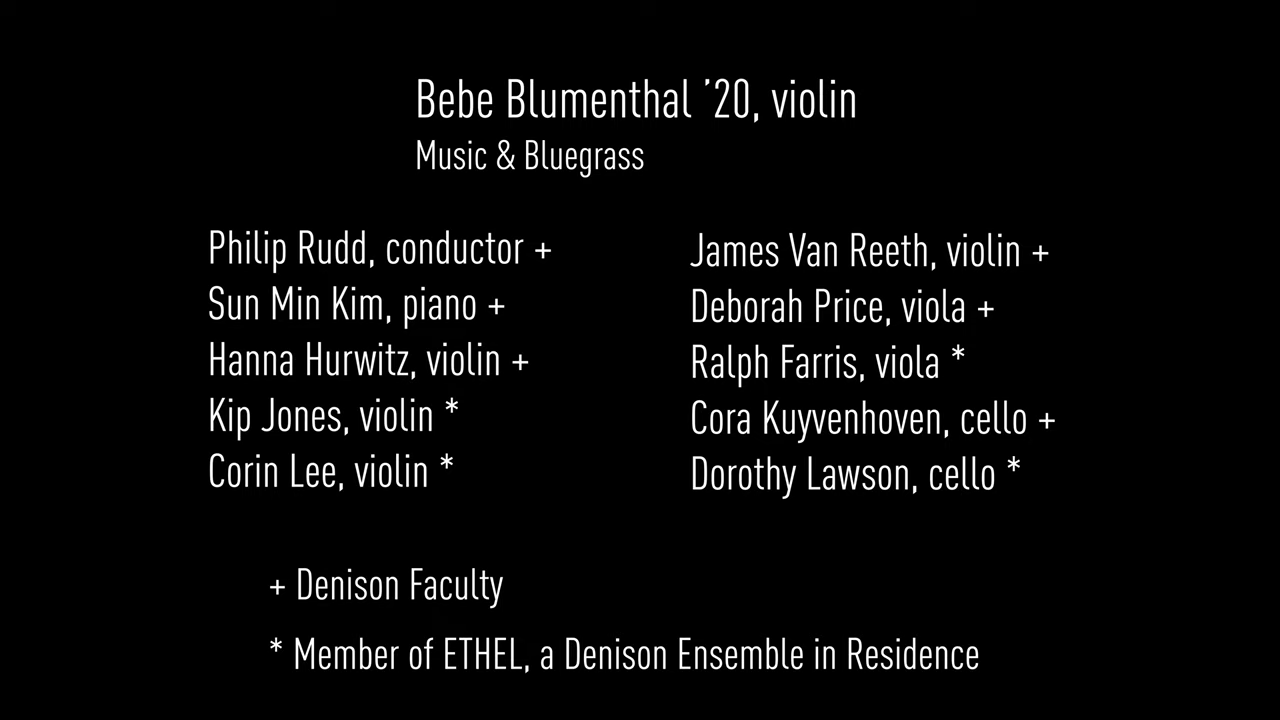 Bebe Blumenthal ’20, violin
Music & Bluegrass
Philip Rudd, conductor +
Sun Min Kim, piano +
Hanna Hurwitz, violin +
Kip Jones, violin *
Corin Lee, violin *
James Van Reeth, violin +
Deborah Price, viola +
Ralph Farris, viola *
Cora Kuyvenhoven, cello +
Dorothy Lawson, cello *
+ Denison Faculty
* Member of ETHEL, a Denison Ensemble in Residence